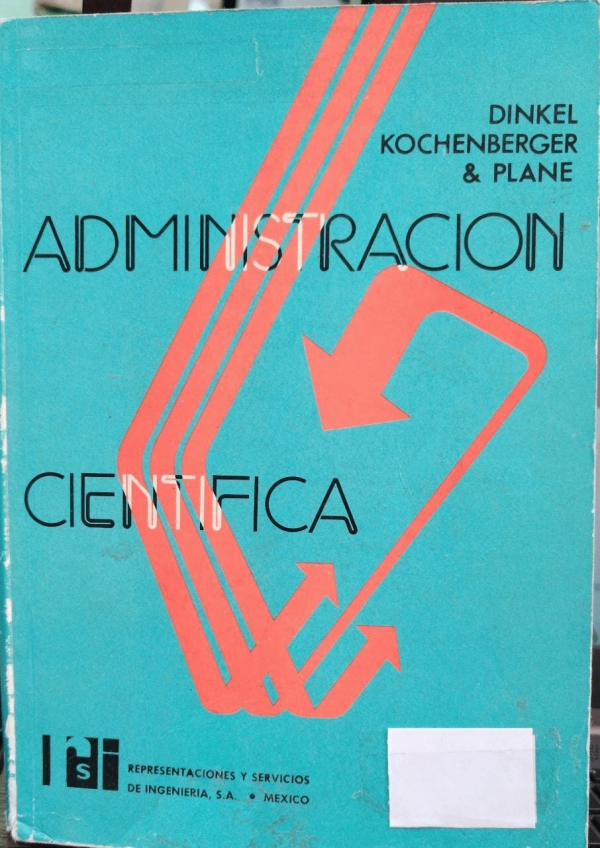 DINKEL
KOCHENBERGER
& PLANE
ADMINISTRACION
CIENTIFICA
rsi
REPRESENTACIONES Y SERVICIOS
DE INGENIERIA, S.A. • MEXICO